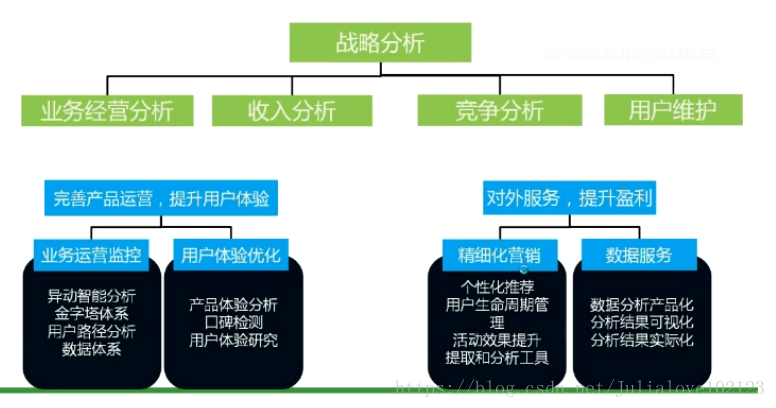 战略分析
业务经营分析
收入分析
竞争分析
用户维护
完善产品运营，提升用户体验
业务运营监控
用户体验优化
异动智能分析
金字塔体系
用户路径分析
数据体系
产品体验分析
口碑检测
用户体验研究
对外服务，提升盈利
精细化营销
数据服务
个性化推荐
用户生命周期管
理
活动效果提升
提取和分析工具
数据分析产品化
分析结果可视化
分析结果实际化
https://blog.csdn.net/Julialove102123